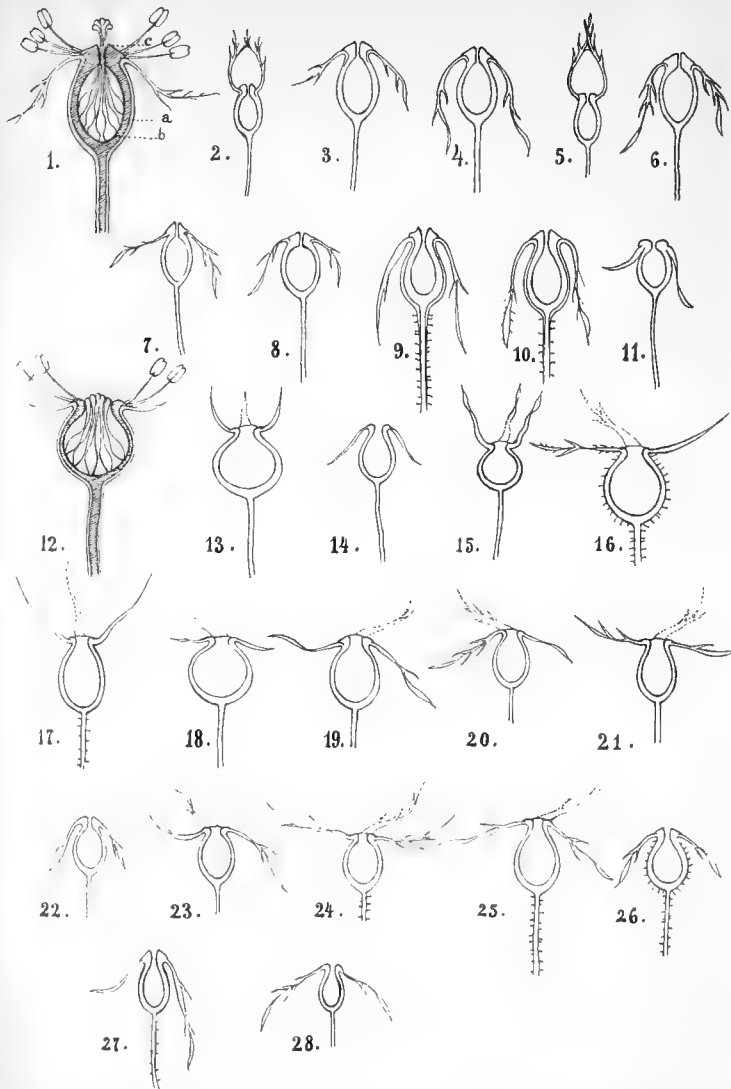 c
a
b
1. 2. 3. 4. 5. 6.
7. 8. 9. 10. 11.
12. 13. 14. 15. 16.
17. 18. 19. 20. 21.
22. 23. 24. 25. 26.
27. 28.